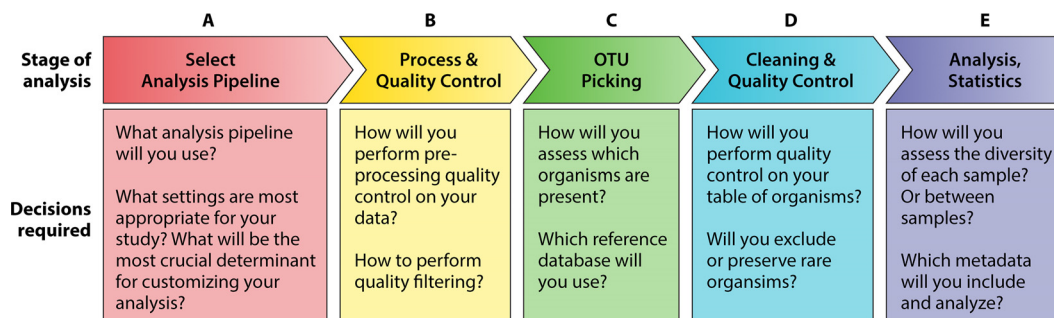 A
B
C
D
E
Stage of
analysis
Select
Analysis Pipeline
Process &
Quality Control
OTU
Picking
Cleaning &
Quality Control
Analysis,
Statistics
Decisions
required
What analysis pipeline
will you use?
What settings are most
appropriate for your
study? What will be the
most crucial determinant
for customizing your
analysis?
How will you
perform pre-
processing quality
control on your
data?
How to perform
quality filtering?
How will you
assess which
organisms are
present?
Which reference
database will
you use?
How will you
perform quality
control on your
table of organisms?
Will you exclude
or preserve rare
organsims?
How will you
assess the diversity
of each sample?
Or between
samples?
Which metadata
will you include
and analyze?